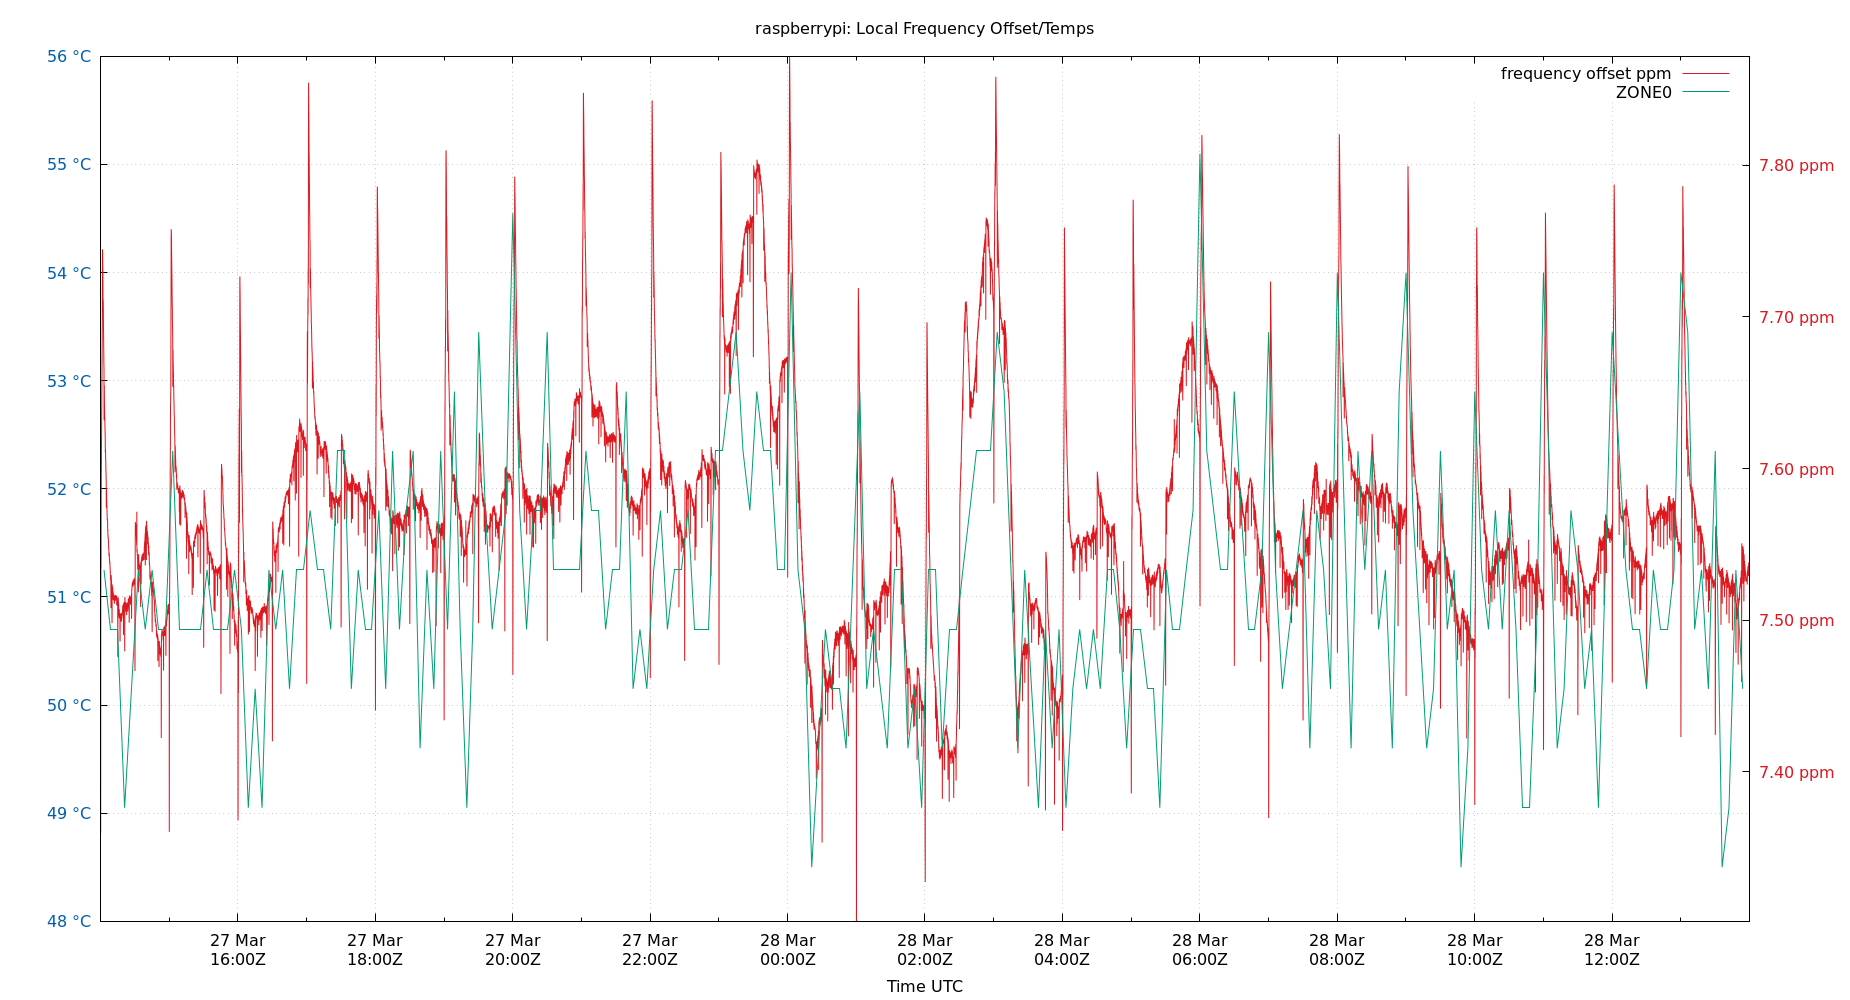 raspberrypi: Local Frequency Offset/Temps
56 °C
frequency offset ppm
ZONE0
55 °C
7.80 ppm
54 °C
7.70 ppm
53 °C
7.60 ppm
52 °C
51 °C
7.50 ppm
50 °C
7.40 ppm
49 °C
48 °C
27 Mar 27 Mar 27 Mar 27 Mar 28 Mar 28 Mar 28 Mar 28 Mar 28 Mar 28 Mar 28 Mar
16:00Z 18:00Z 20:00Z 22:00Z 00:00Z 02:00Z 04:00Z 06:00Z 08:00Z 10:00Z 12:00Z
Time UTC